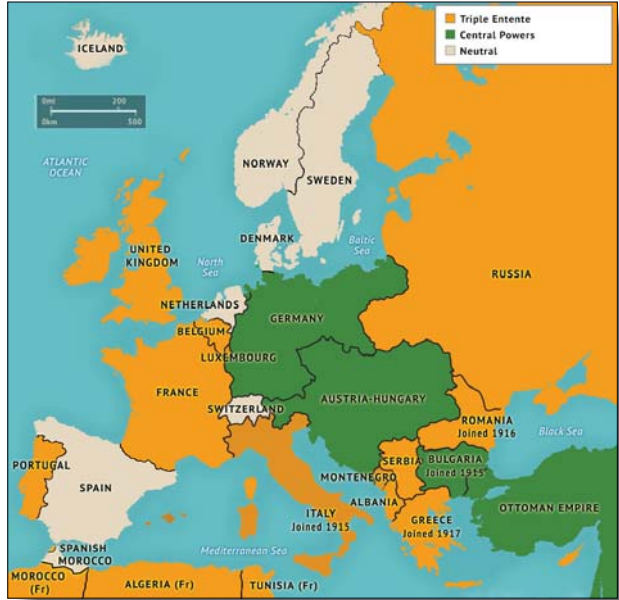 Triple Entente
Central Powers
Neutral
ICELAND
0mi 200
0km 500
ATLANTIC
OCEAN
NORWAY
SWEDEN
DENMARK
Baltic
Sea
North
Sea
UNITED
KINGDOM
RUSSIA
NETHERLANDS
GERMANY
BELGIUM
LUXEMBOURG
FRANCE
AUSTRIA-HUNGARY
SWITZERLAND
ROMANIA
Joined 1916
Black Sea
SERBIA
BULGARIA
Joined 1915
PORTUGAL
SPAIN
MONTENEGRO
ALBANIA
ITALY
Joined 1915
GREECE
Joined 1917
OTTOMAN EMPIRE
Mediterranean Sea
SPANISH
MOROCCO
MOROCCO
(Fr)
ALGERIA (Fr)
TUNISIA (Fr)